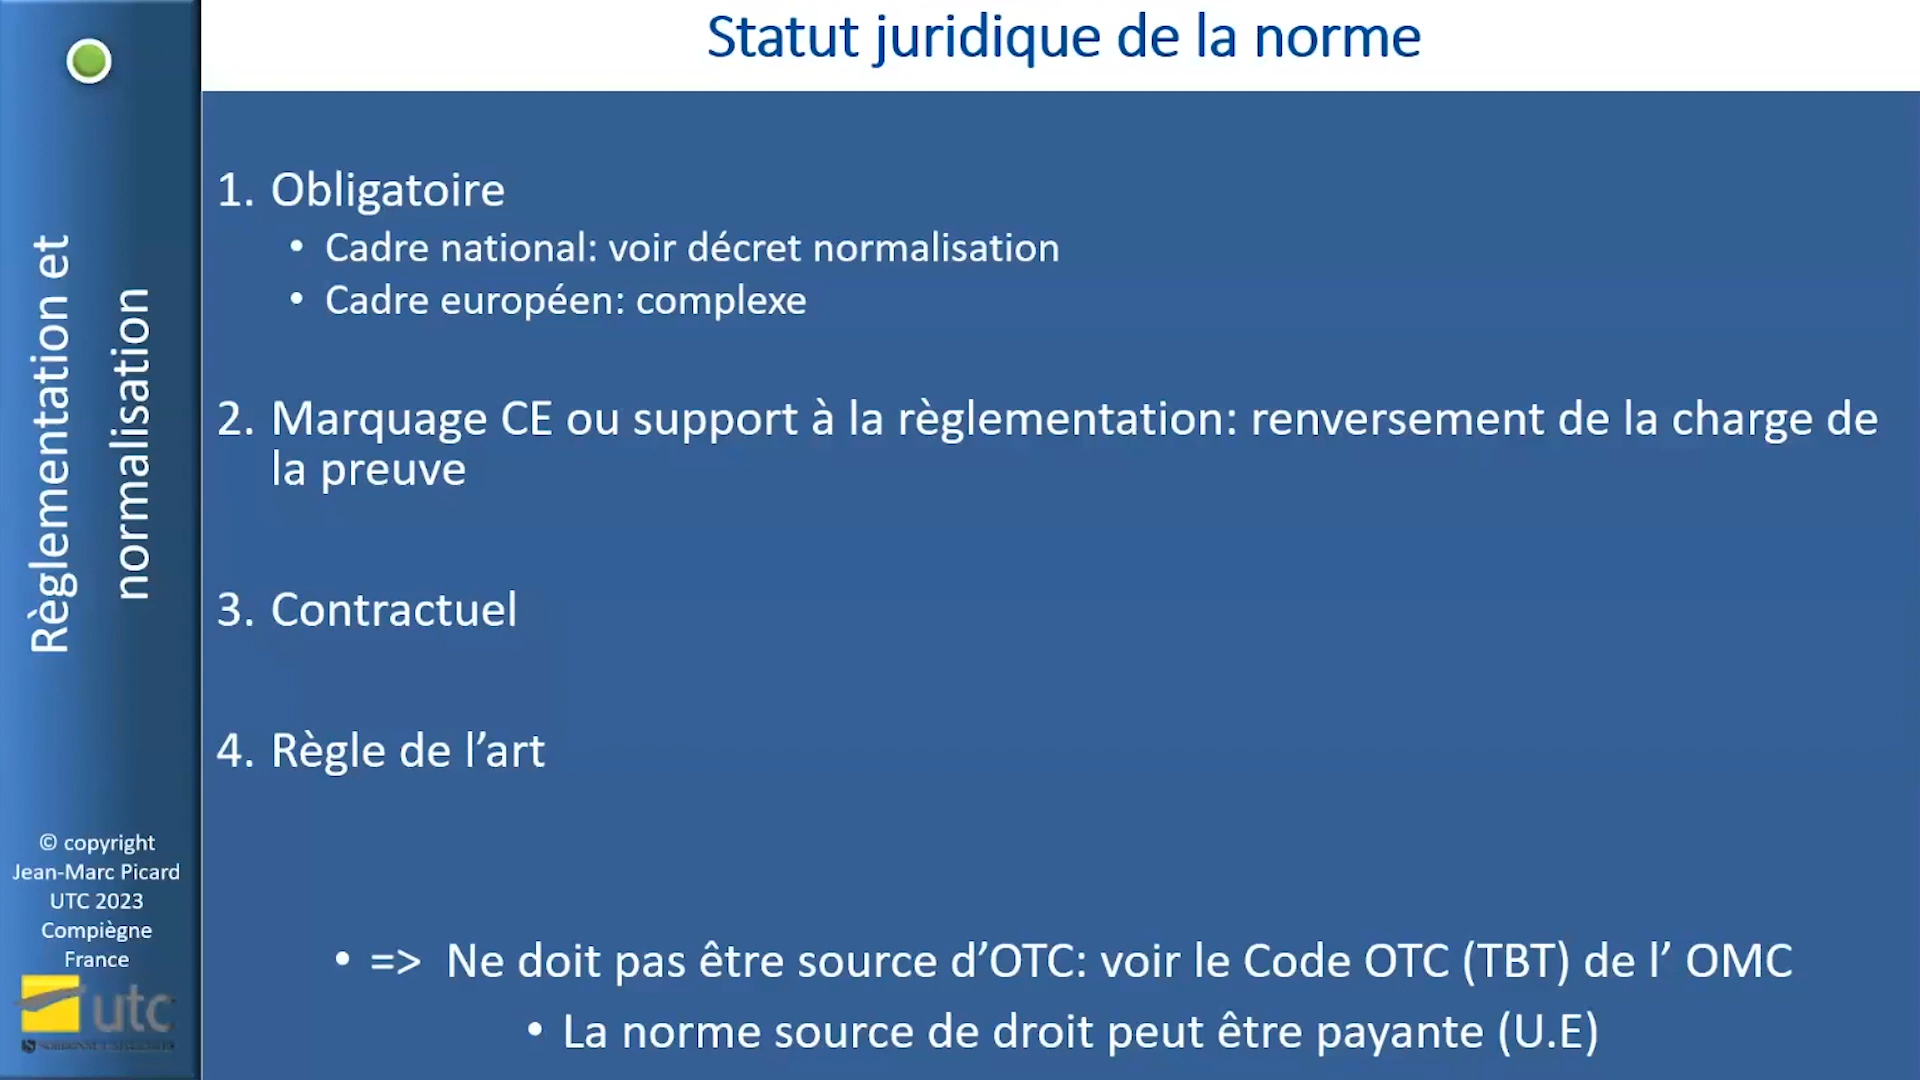 Statut juridique de la norme
Règlementation et
normalisation
1. Obligatoire
• Cadre national: voir décret normalisation
• Cadre européen: complexe
2. Marquage CE ou support à la règlementation: renversement de la charge de
la preuve
3. Contractuel
4. Règle de l’art
• => Ne doit pas être source d’OTC: voir le Code OTC (TBT) de l’ OMC
• La norme source de droit peut être payante (U.E)
© copyright
Jean-Marc Picard
UTC 2023
Compiègne
France
utc